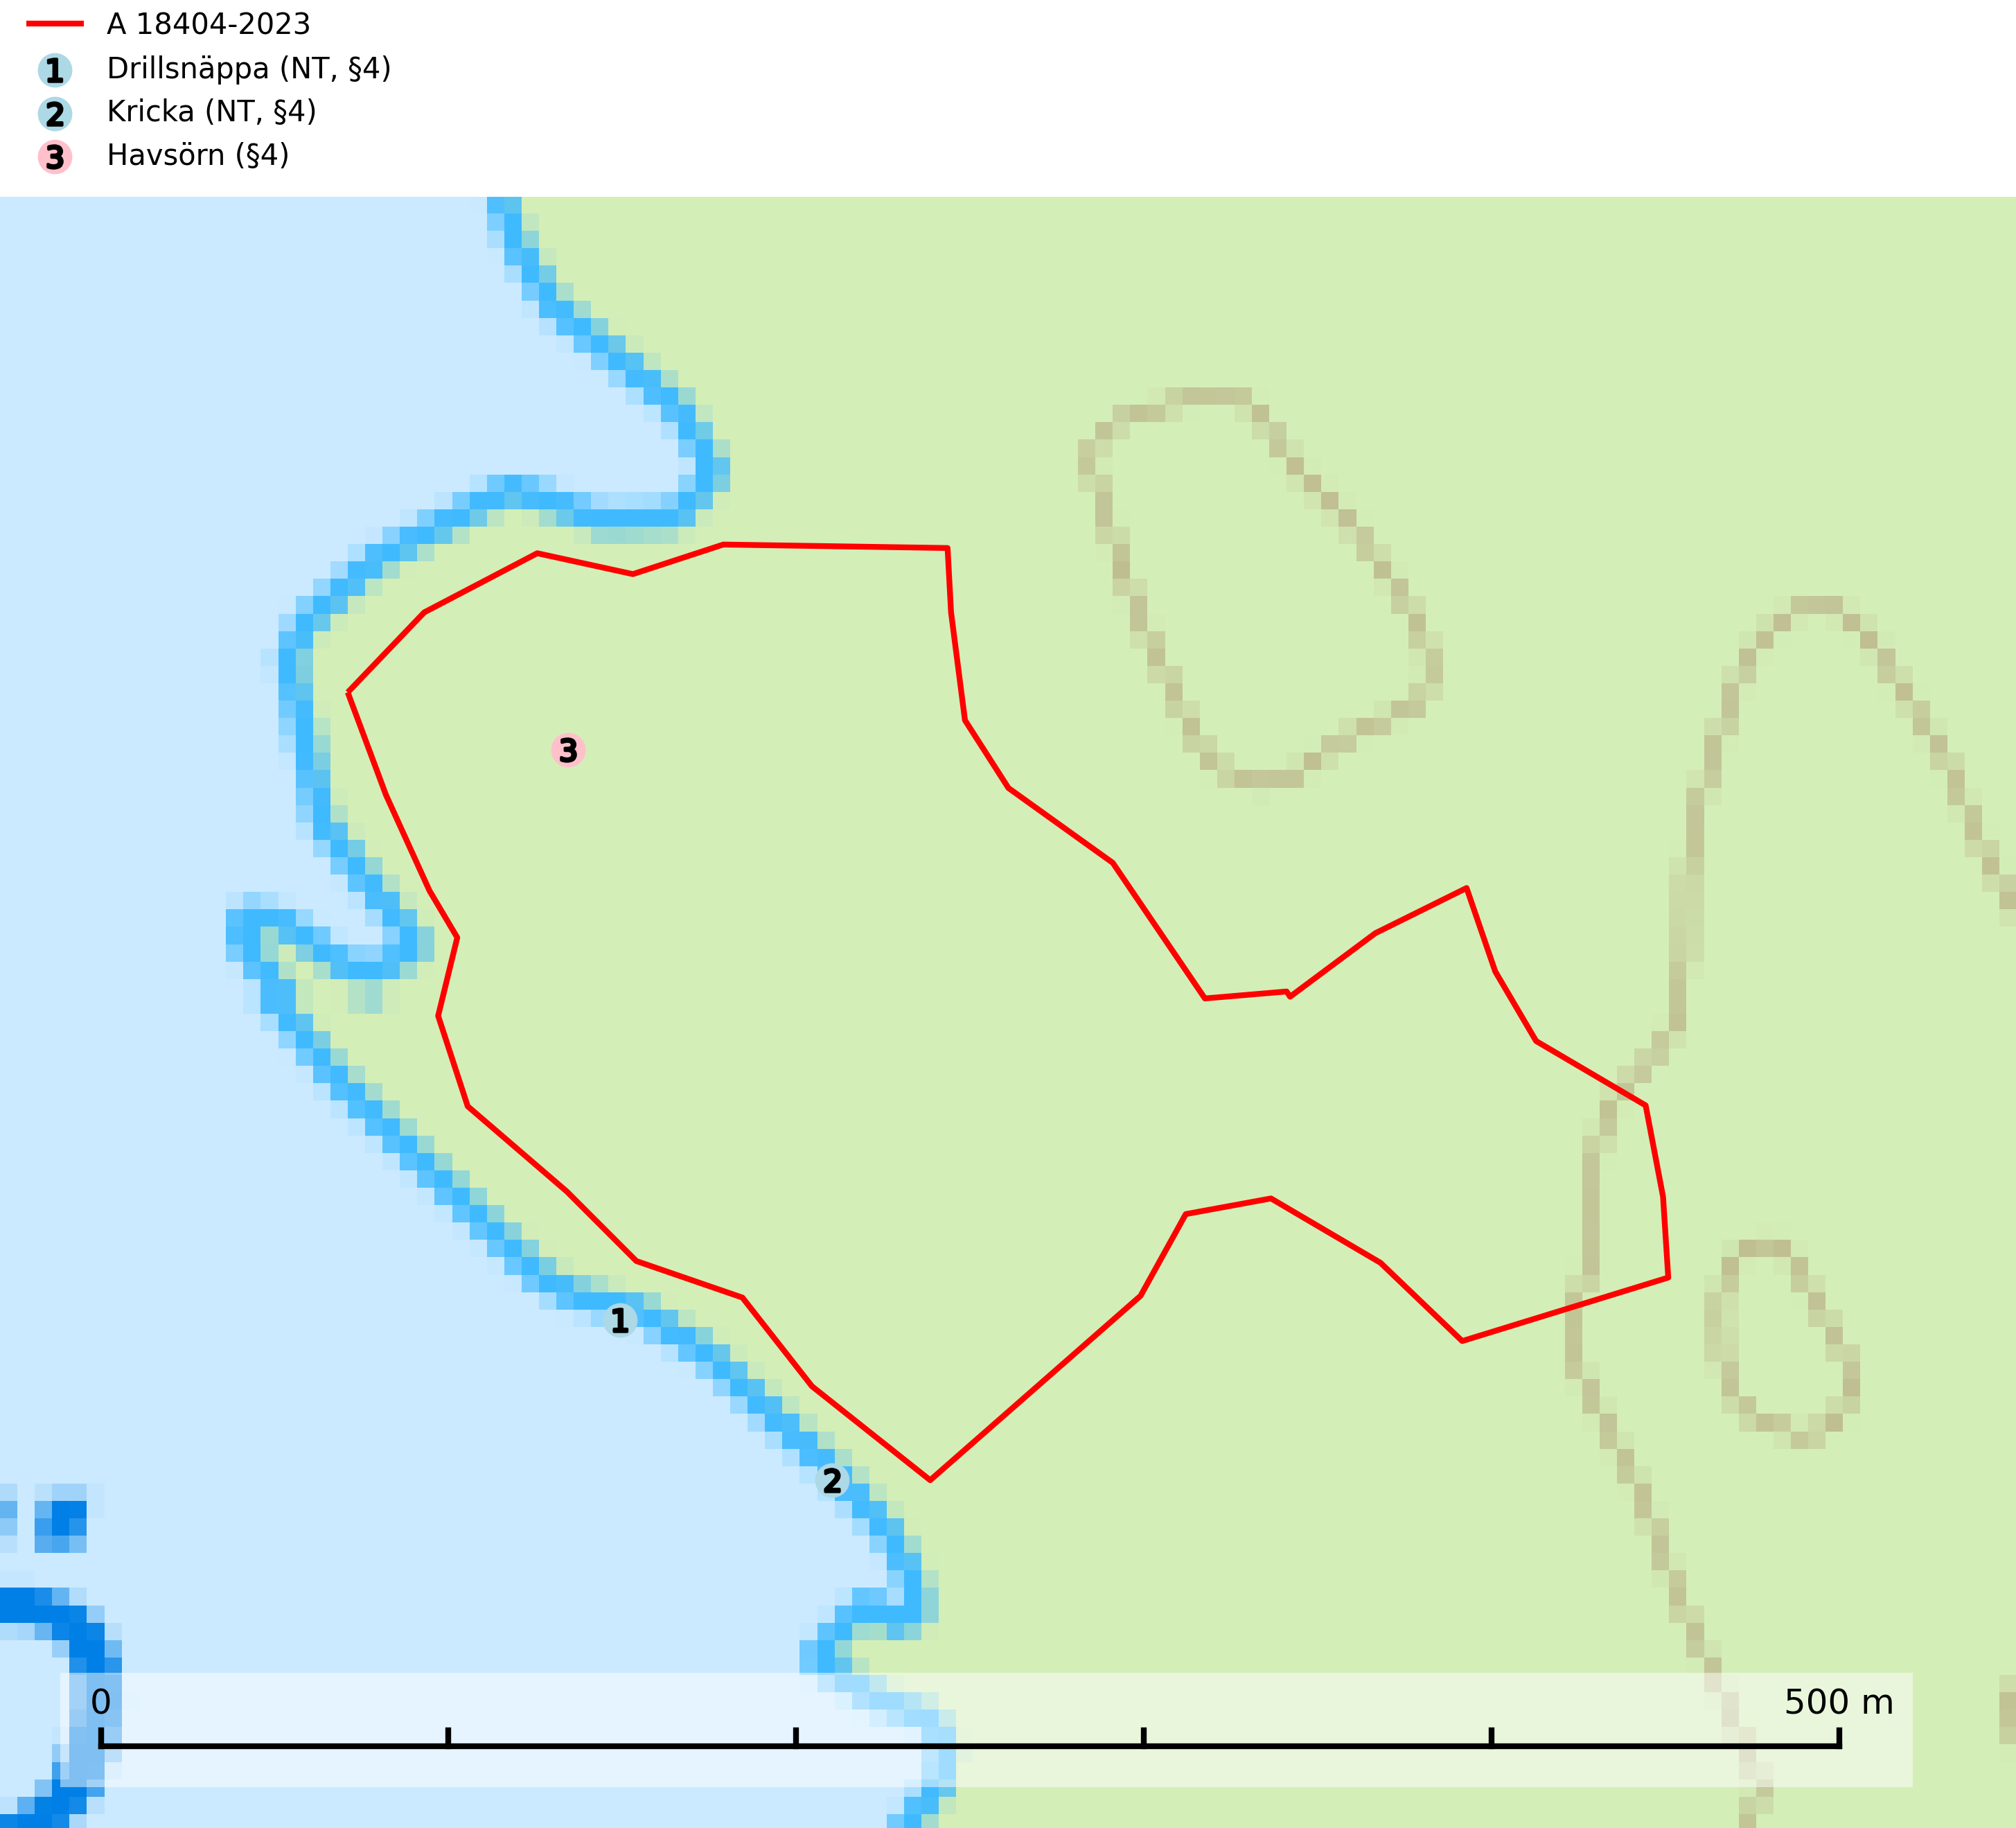 A 18404-2023
1 Drillsnäppa (NT, §4)
2 Kricka (NT, §4)
3 Havsörn (§4)
3
1
2
0 500 m